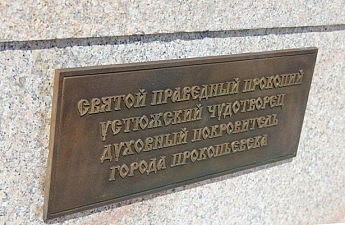 СВЯТОЙ ПРАВЕДНЫЙ ПРОКОПИЙ
УСТЮЖСКИЙ ЧУДОТВОРЕЦ
ДУХОВНЫЙ ПОКРОВИТЕЛЬ
ГОРОДА ПРОКОПЬЕВСКА